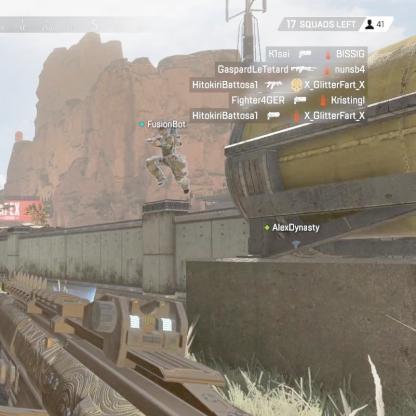 17 SQUADS LEFT 41
K1sai BISSIG
GaspardLeTetard nunsb4
HitokiriBattosa1 X_GlitterFart_X
Fighter4GER Kristingl
HitokiriBattosa1 X_GlitterFart_X
FusionBot
AlexDynasty